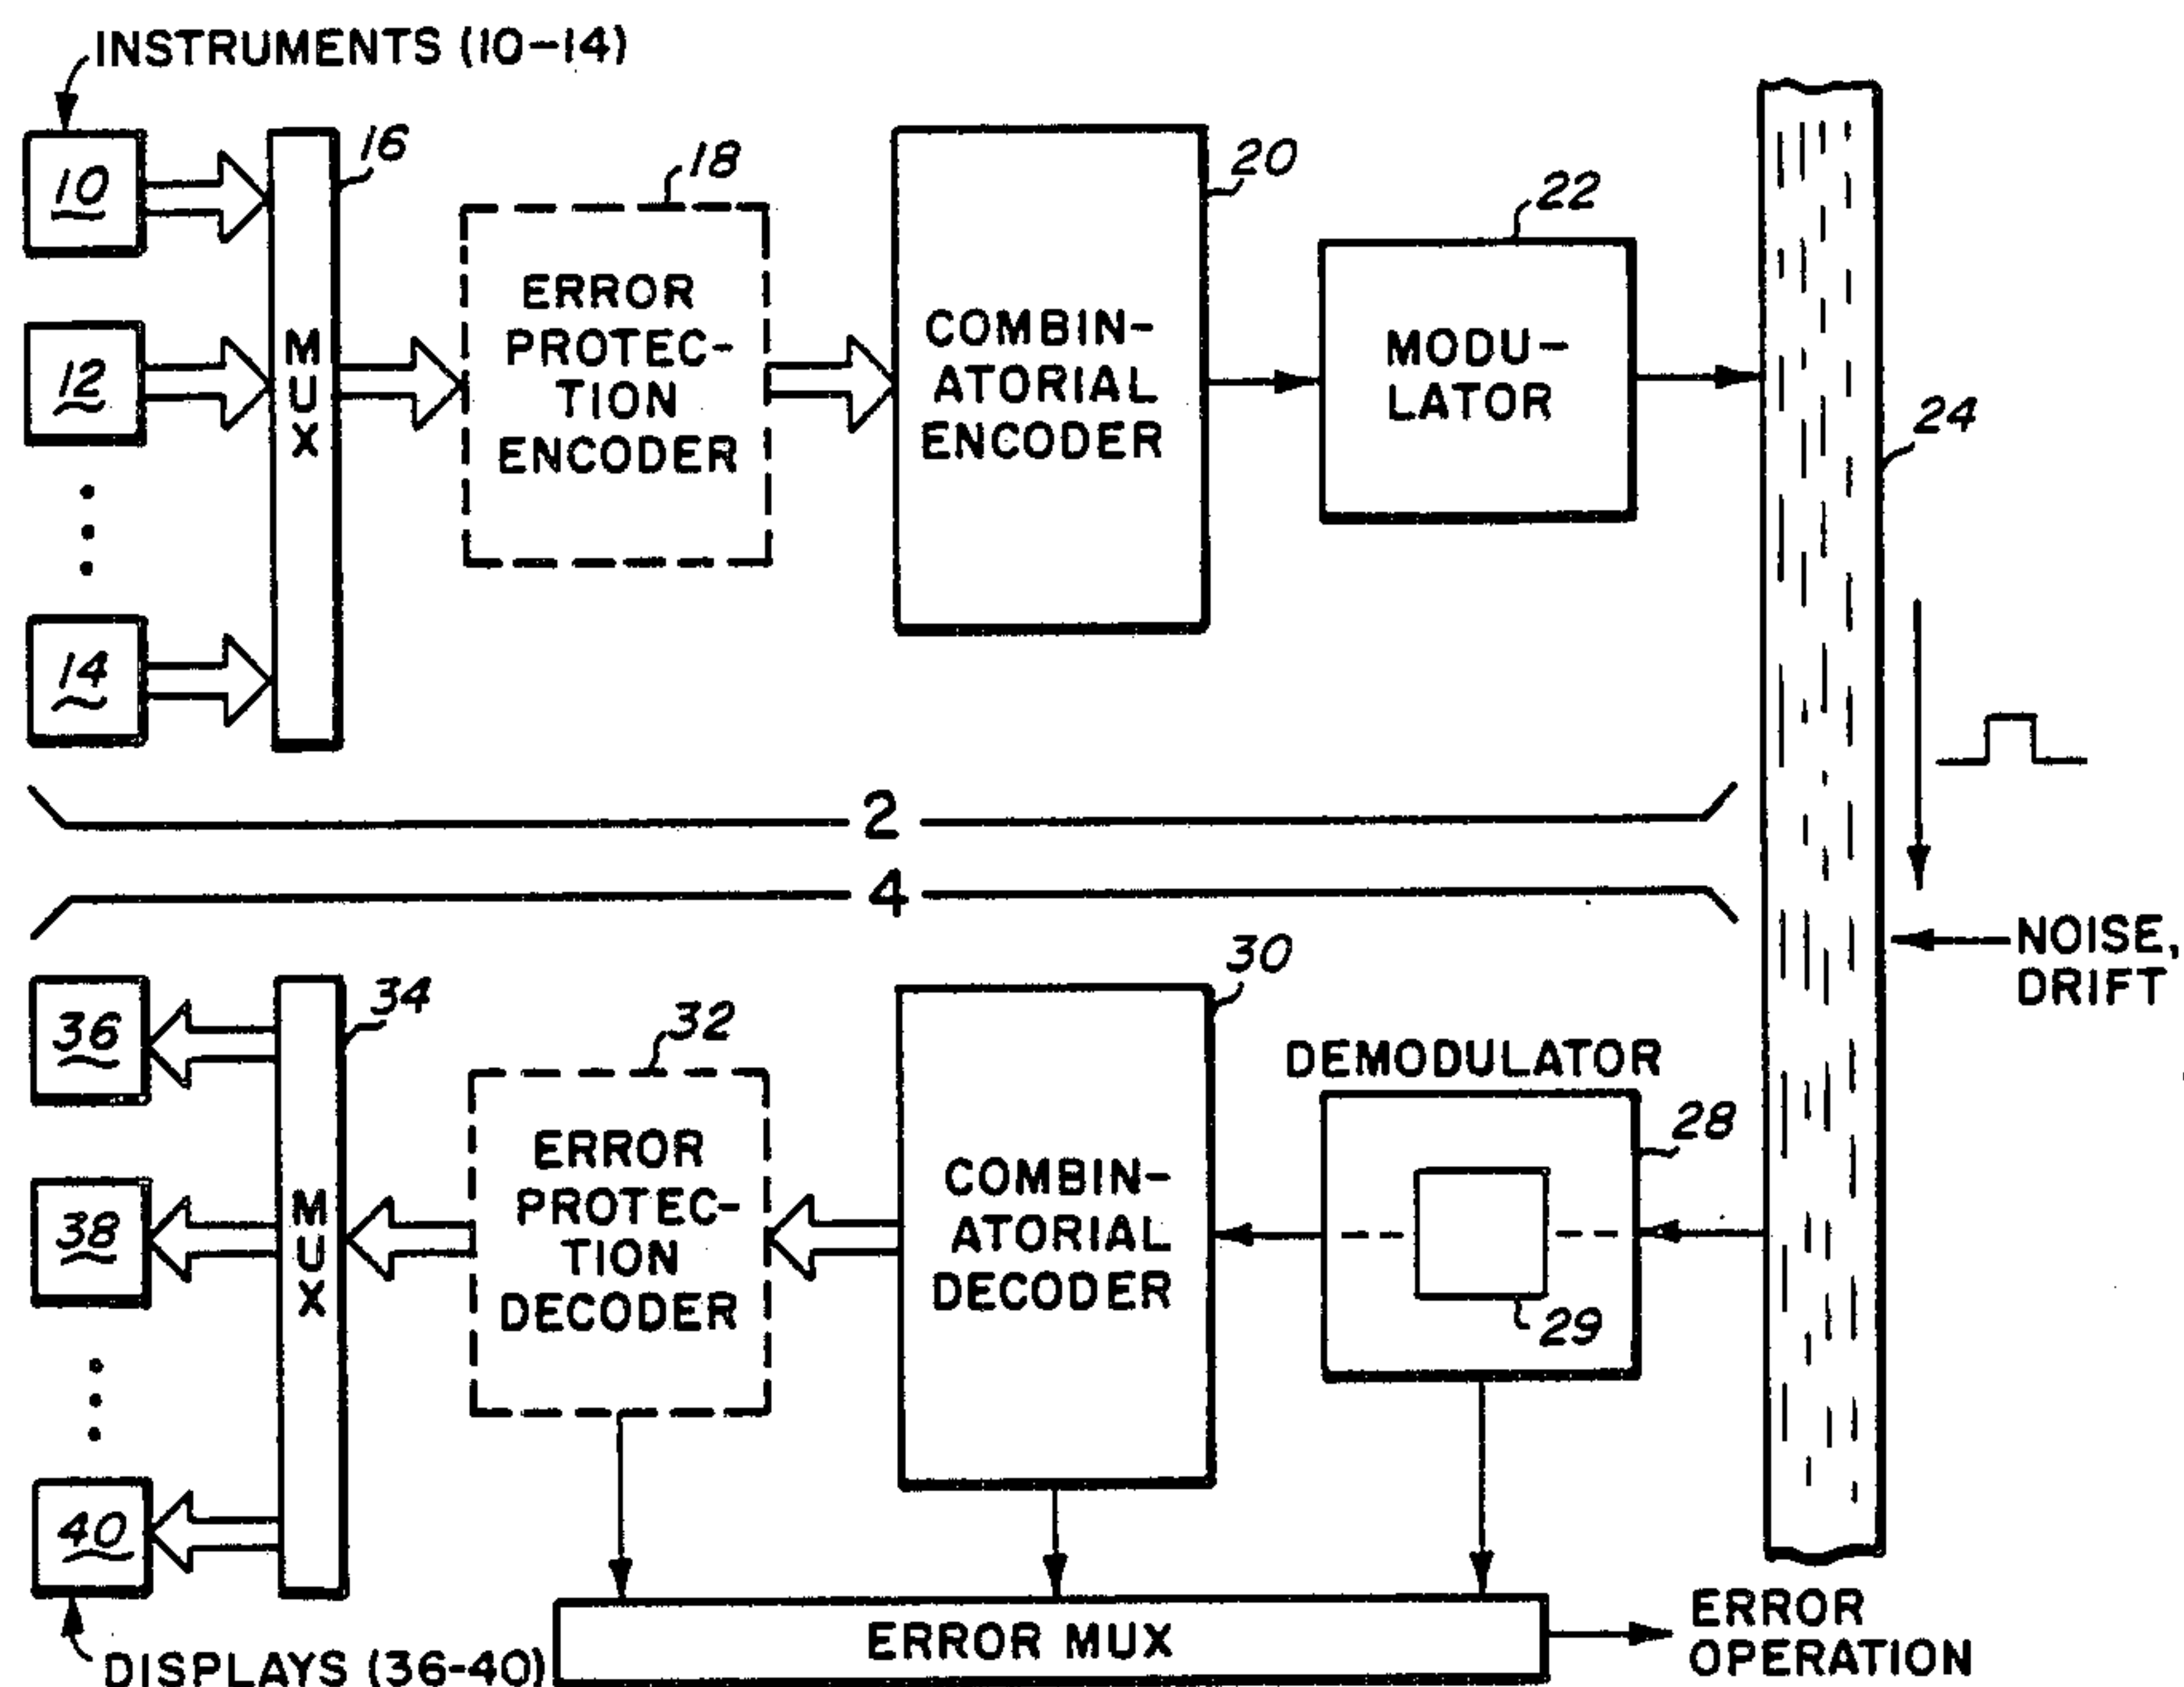 INSTRUMENTS (10-14)
10
12
14
16
MUX
18
ERROR
PROTEC-
TION
ENCODER
20
COMBIN-
ATORIAL
ENCODER
22
MODU-
LATOR
24
2
4
NOISE,
DRIFT
36
38
40
34
MUX
32
ERROR
PROTEC-
TION
DECODER
30
COMBIN-
ATORIAL
DECODER
DEMODULATOR
28
29
DISPLAYS (36-40)
ERROR MUX
ERROR
OPERATION